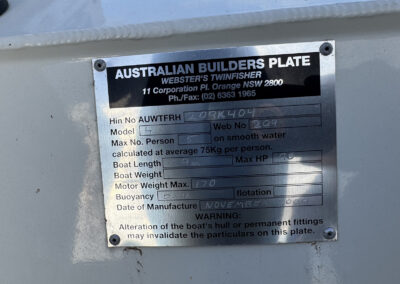 AUSTRALIAN BUILDERS PLATE
WEBSTER'S TWINFISHER
11 Corporation Pl. Orange NSW 2800
Ph./Fax: (02) 6363 1965
Hin No AUWTFRH
Model Web No
Max No. Person on smooth water
calculated at average 75Kg per person.
Boat Length Max HP
Boat Weight
Motor Weight Max. 170
Buoyancy flotation
Date of Manufacture NOVEMBER
WARNING:
Alteration of the boat's hull or permanent fittings
may invalidate the particulars on this plate.